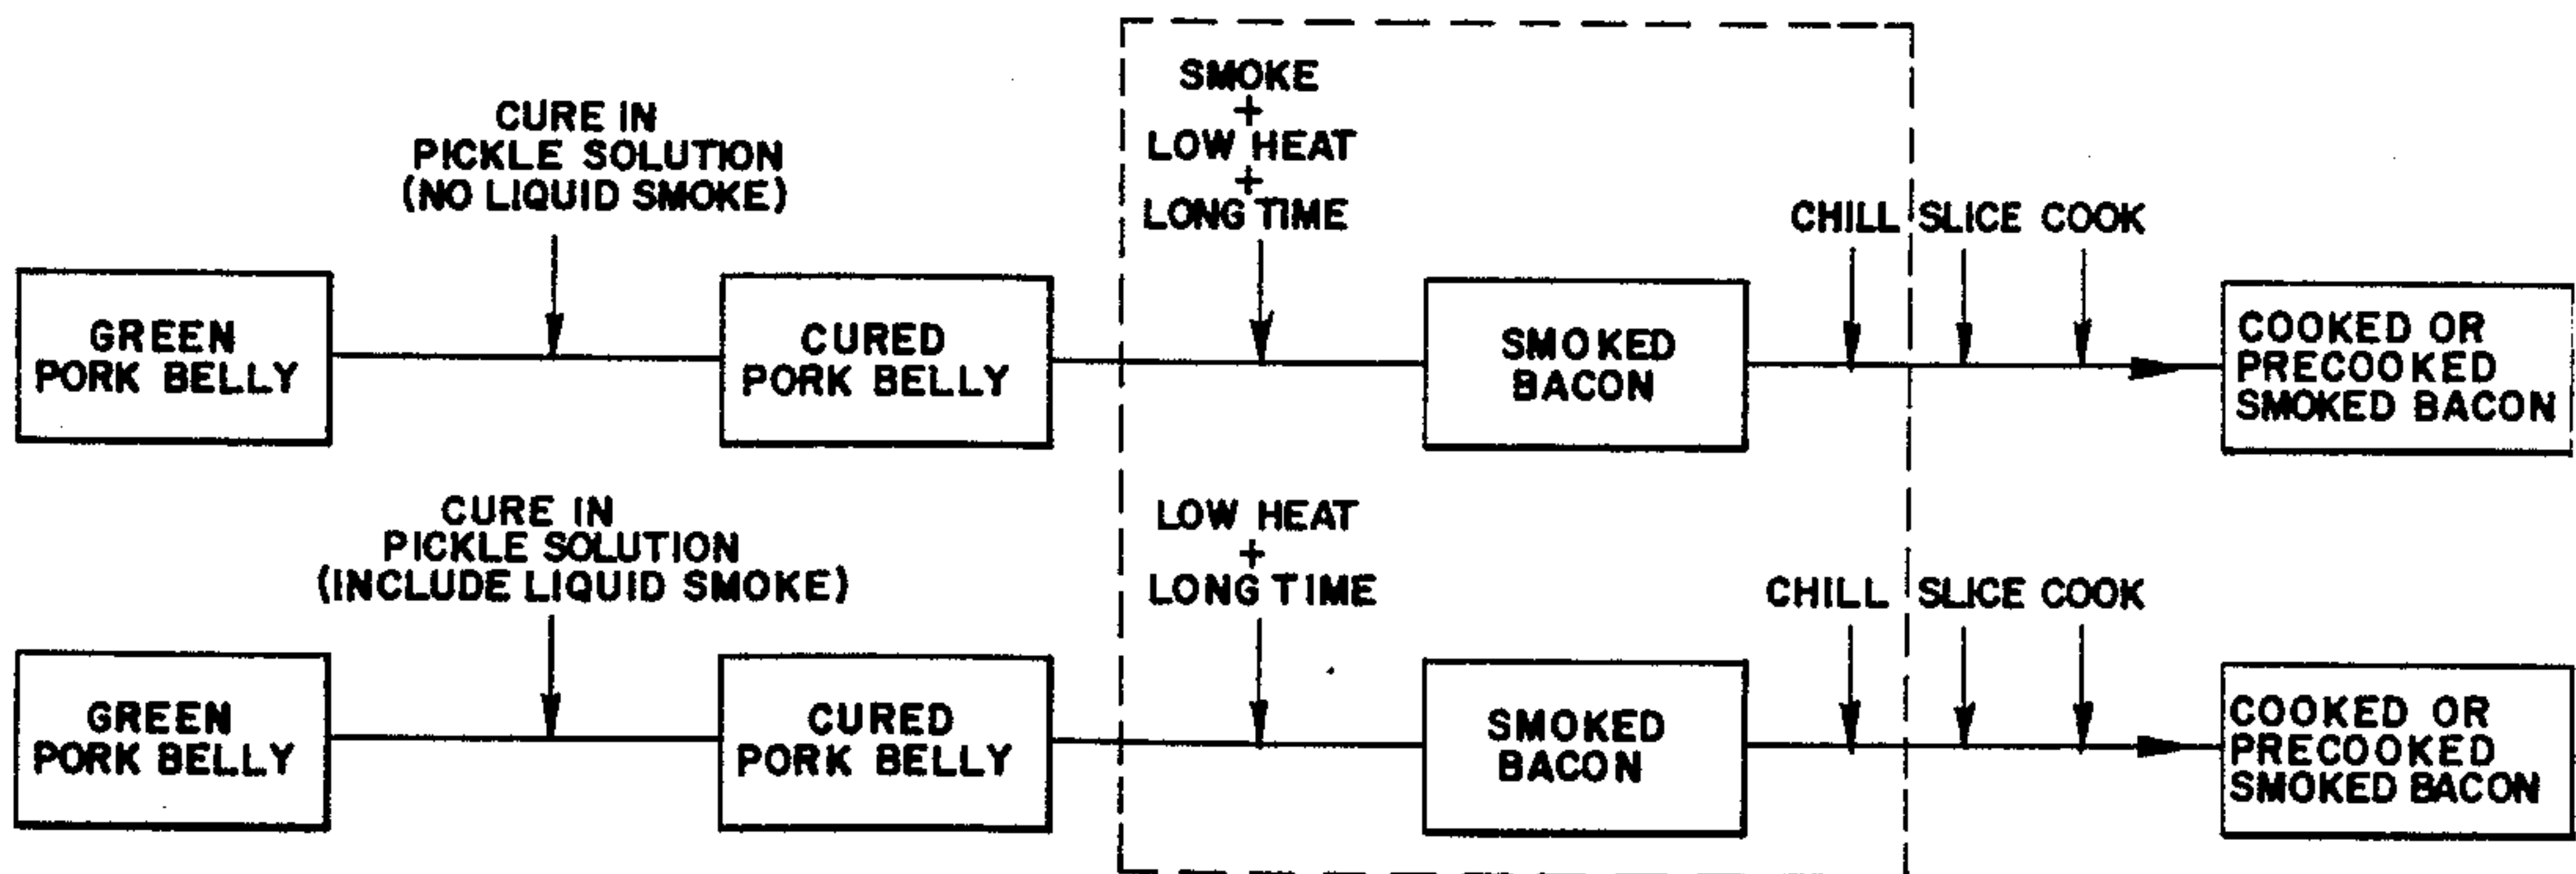 CURE IN
PICKLE SOLUTION
(NO LIQUID SMOKE)
SMOKE
+
LOW HEAT
+
LONG TIME
CHILL SLICE COOK
GREEN
PORK BELLY
CURED
PORK BELLY
SMOKED
BACON
COOKED OR
PRECOOKED
SMOKED BACON
CURE IN
PICKLE SOLUTION
(INCLUDE LIQUID SMOKE)
LOW HEAT
+
LONG TIME
CHILL SLICE COOK
GREEN
PORK BELLY
CURED
PORK BELLY
SMOKED
BACON
COOKED OR
PRECOOKED
SMOKED BACON